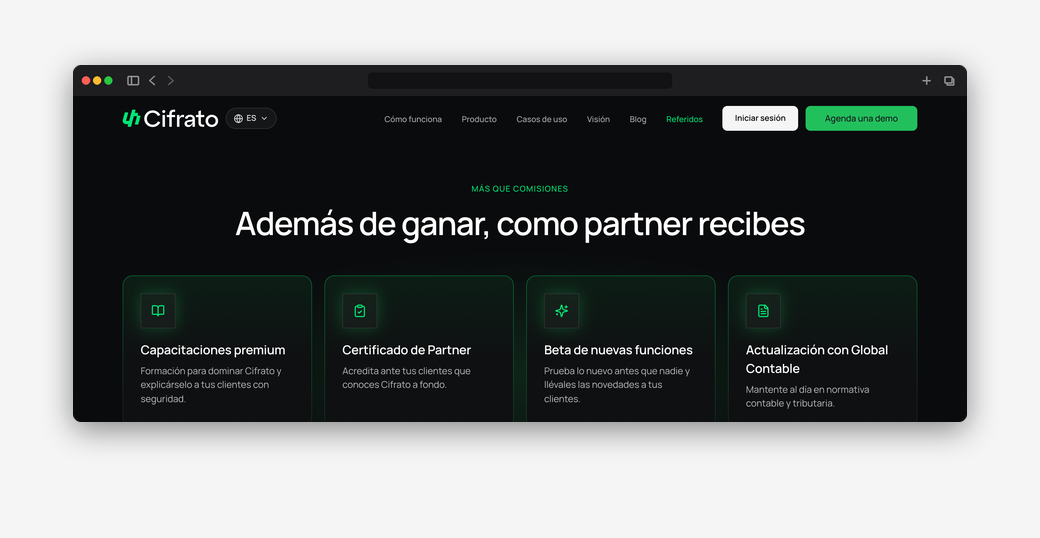 Cifrato
ES
Cómo funciona
Producto
Casos de uso
Visión
Blog
Referidos
Iniciar sesión
Agenda una demo
MÁS QUE COMISIONES
Además de ganar, como partner recibes
Capacitaciones premium
Formación para dominar Cifrato y
explicárselo a tus clientes con
seguridad.
Certificado de Partner
Acredita ante tus clientes que
conoces Cifrato a fondo.
Beta de nuevas funciones
Prueba lo nuevo antes que nadie y
llévales las novedades a tus
clientes.
Actualización con Global
Contable
Mantente al día en normativa
contable y tributaria.